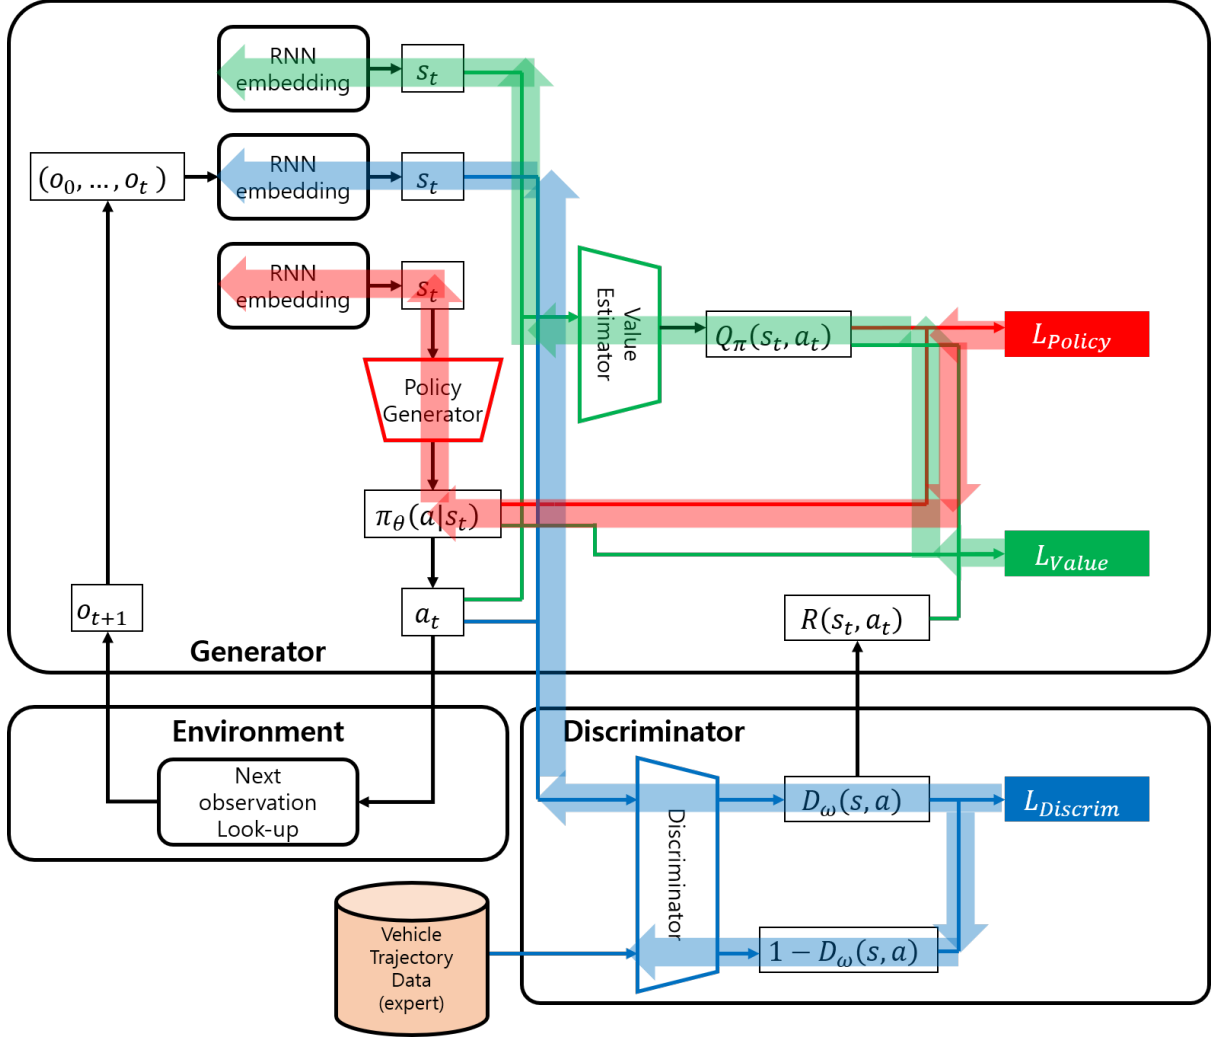 RNN
embedding
s_t
(o_0, ..., o_t )
RNN
embedding
s_t
RNN
embedding
s_t
Value
Estimator
Q_π(s_t, a_t)
L_Policy
Policy
Generator
π_θ(a|s_t)
L_Value
o_{t+1}
a_t
R(s_t, a_t)
Generator
Environment
Discriminator
Next
observation
Look-up
D_ω(s, a)
L_Discrim
Discriminator
Vehicle
Trajectory
Data
(expert)
1 − D_ω(s, a)